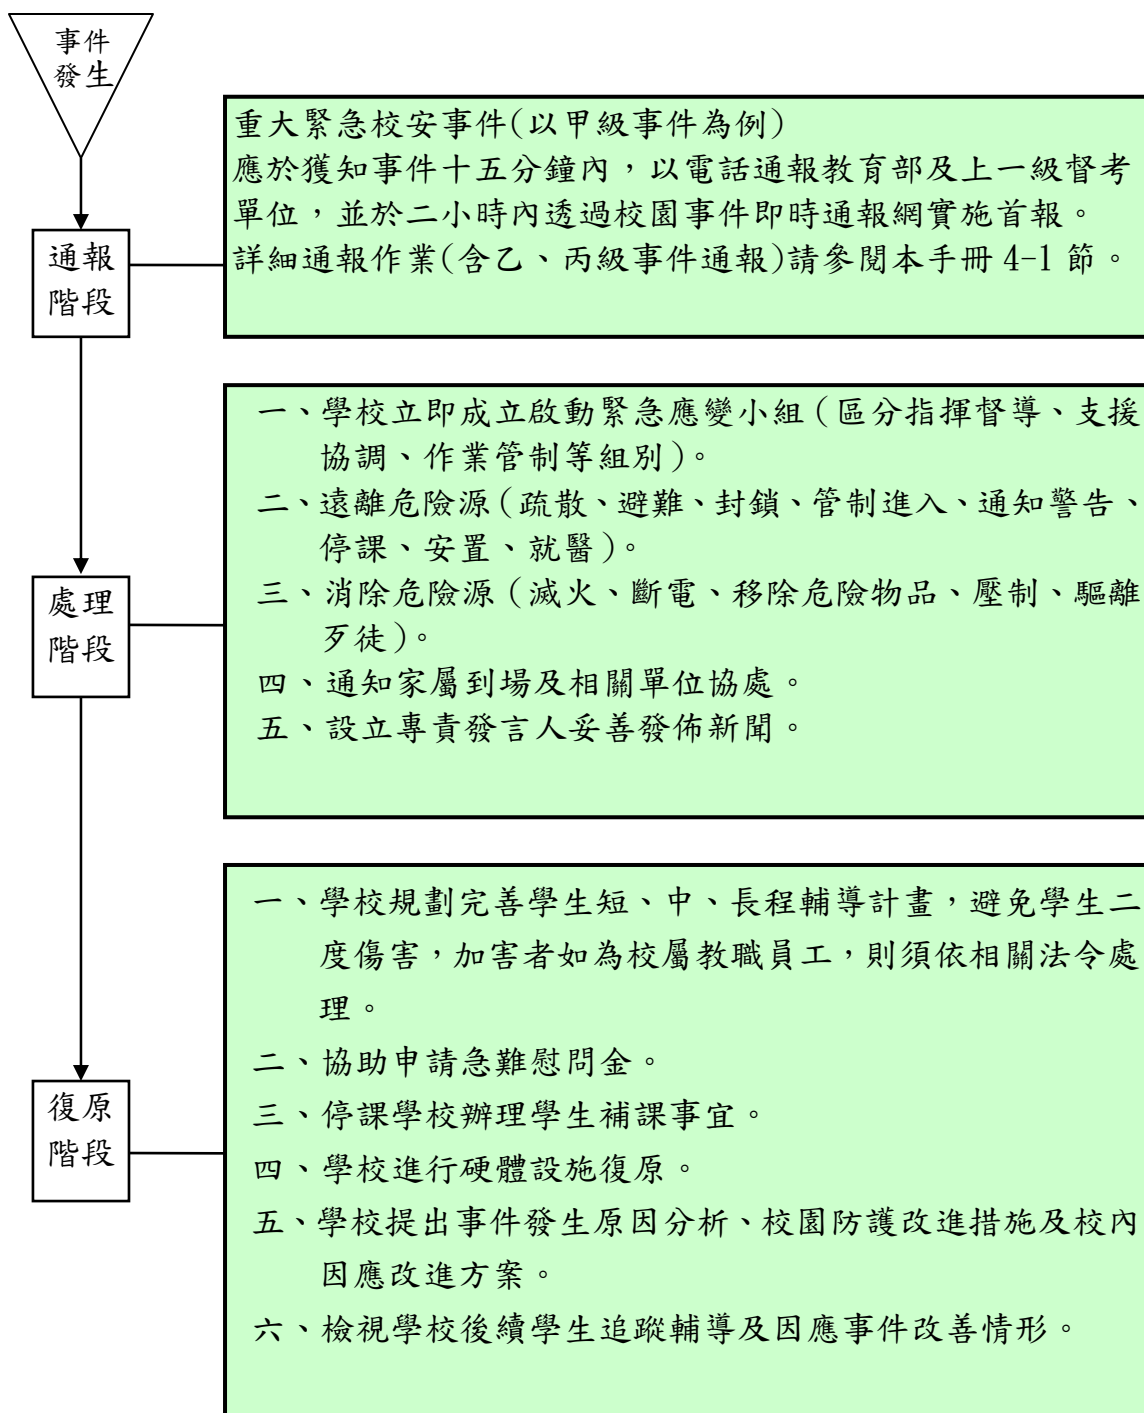 事件
發生
重大緊急校安事件(以甲級事件為例)
應於獲知事件十五分鐘內，以電話通報教育部及上一級督考
單位，並於二小時內透過校園事件即時通報網實施首報。
詳細通報作業(含乙、丙級事件通報)請參閱本手冊 4-1 節。
通報
階段
一、學校立即成立啟動緊急應變小組（區分指揮督導、支援
協調、作業管制等組別）。
二、遠離危險源（疏散、避難、封鎖、管制進入、通知警告、
停課、安置、就醫）。
三、消除危險源（滅火、斷電、移除危險物品、壓制、驅離
歹徒）。
四、通知家屬到場及相關單位協處。
五、設立專責發言人妥善發佈新聞。
處理
階段
一、學校規劃完善學生短、中、長程輔導計畫，避免學生二
度傷害，加害者如為校屬教職員工，則須依相關法令處
理。
二、協助申請急難慰問金。
三、停課學校辦理學生補課事宜。
四、學校進行硬體設施復原。
五、學校提出事件發生原因分析、校園防護改進措施及校內
因應改進方案。
六、檢視學校後續學生追蹤輔導及因應事件改善情形。
復原
階段